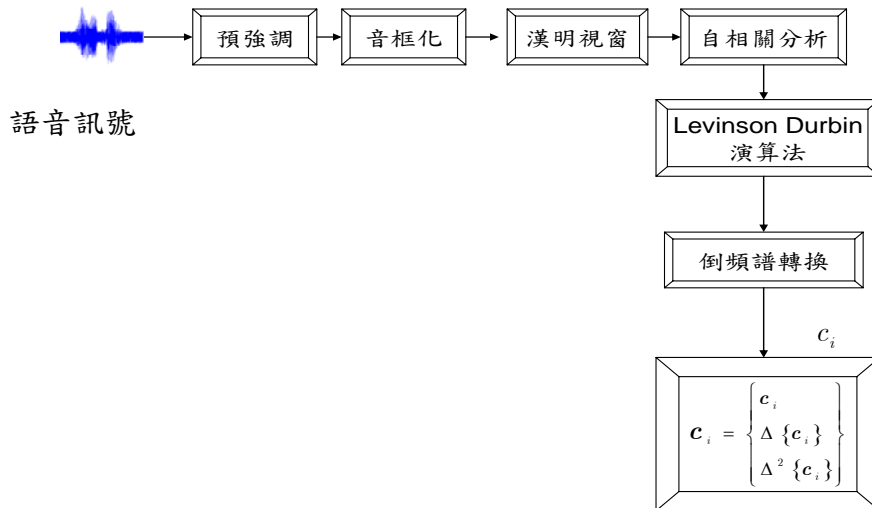 預強調
音框化
漢明視窗
自相關分析
語音訊號
Levinson Durbin
演算法
倒頻譜轉換
c_i
c_i = { c_i
Δ {c_i}
Δ² {c_i} }